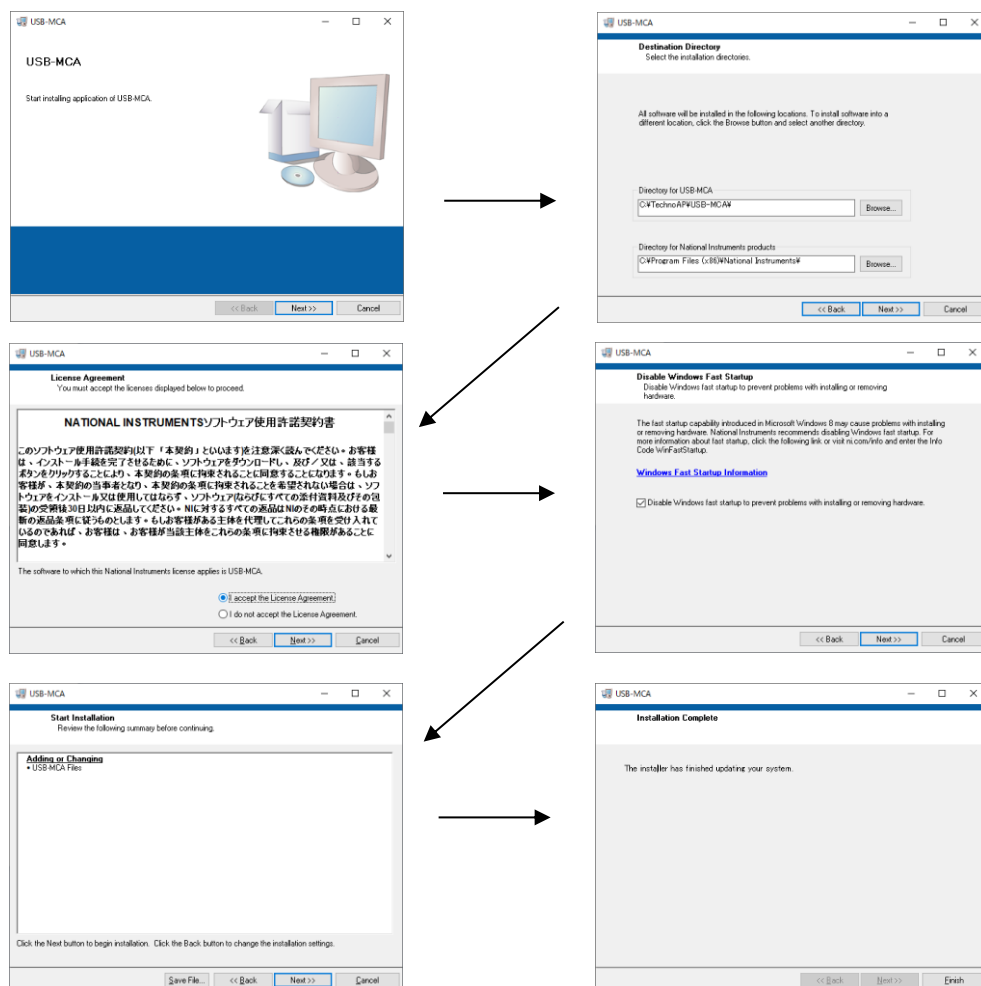 USB-MCA
USB-MCA
Start installing application of USB-MCA.
<< Back Next >> Cancel
USB-MCA
Destination Directory
Select the installation directories.
All software will be installed in the following locations. To install software into a
different location, click the Browse button and select another directory.
Directory for USB-MCA
C:¥TechnoAP¥USB-MCA¥
Browse...
Directory for National Instruments products
C:¥Program Files (x86)¥National Instruments¥
Browse...
<< Back Next >> Cancel
USB-MCA
License Agreement
You must accept the licenses displayed below to proceed.
NATIONAL INSTRUMENTSソフトウェア使用許諾契約書
このソフトウェア使用許諾契約(以下「本契約」といいます)を注意深く読んでください。お客様
は、インストール手続を完了させるために、ソフトウェアをダウンロードし、及び／又は、該当する
ボタンをクリックすることにより、本契約の条項に拘束されることに同意することになります。もしお
客様が、本契約の当事者となり、本契約の条項に拘束されることを希望されない場合は、ソフ
トウェアをインストール又は使用してはならず、ソフトウェア(ならびにすべての添付資料及びその包
装)の受領後30日以内に返品してください。NIに対するすべての返品はNIのその時点における最
新の返品条項に従うものとします。もしお客様がある主体を代理してこれらの条項を受け入れて
いるのであれば、お客様は、お客様が当該主体をこれらの条項に拘束させる権限があることに
同意します。
The software to which this National Instruments license applies is USB-MCA.
I accept the License Agreement.
I do not accept the License Agreement.
<< Back Next >> Cancel
USB-MCA
Disable Windows Fast Startup
Disable Windows fast startup to prevent problems with installing or removing
hardware.
The fast startup capability introduced in Microsoft Windows 8 may cause problems with installing
or removing hardware. National Instruments recommends disabling Windows fast startup. For
more information about fast startup, click the following link or visit ni.com/info and enter the Info
Code WinFastStartup.
Windows Fast Startup Information
Disable Windows fast startup to prevent problems with installing or removing hardware.
<< Back Next >> Cancel
USB-MCA
Start Installation
Review the following summary before continuing.
Adding or Changing
• USB-MCA Files
Click the Next button to begin installation. Click the Back button to change the installation settings.
Save File... << Back Next >> Cancel
USB-MCA
Installation Complete
The installer has finished updating your system.
<< Back Next >> Finish